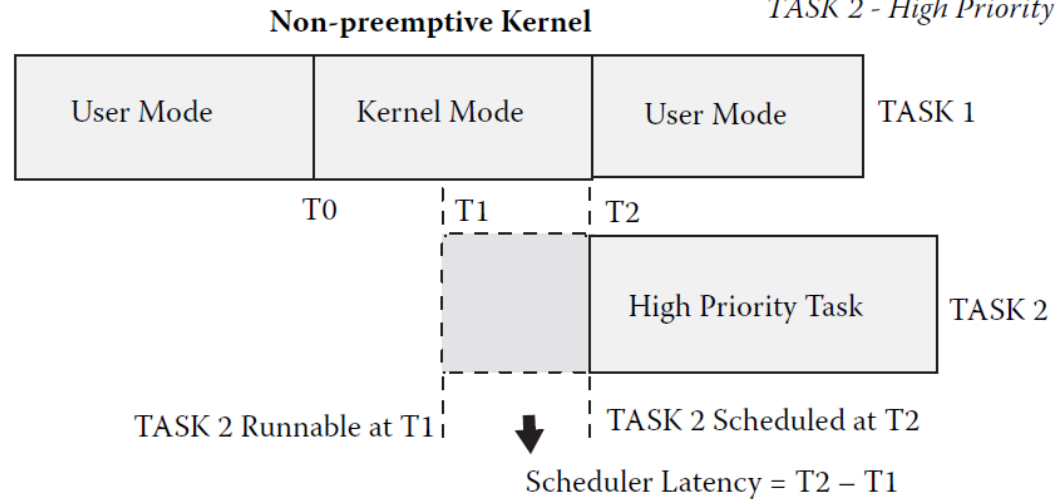 TASK 2 - High Priority
Non-preemptive Kernel
User Mode
Kernel Mode
User Mode
TASK 1
T0
T1
T2
High Priority Task
TASK 2
TASK 2 Runnable at T1
TASK 2 Scheduled at T2
Scheduler Latency = T2 – T1